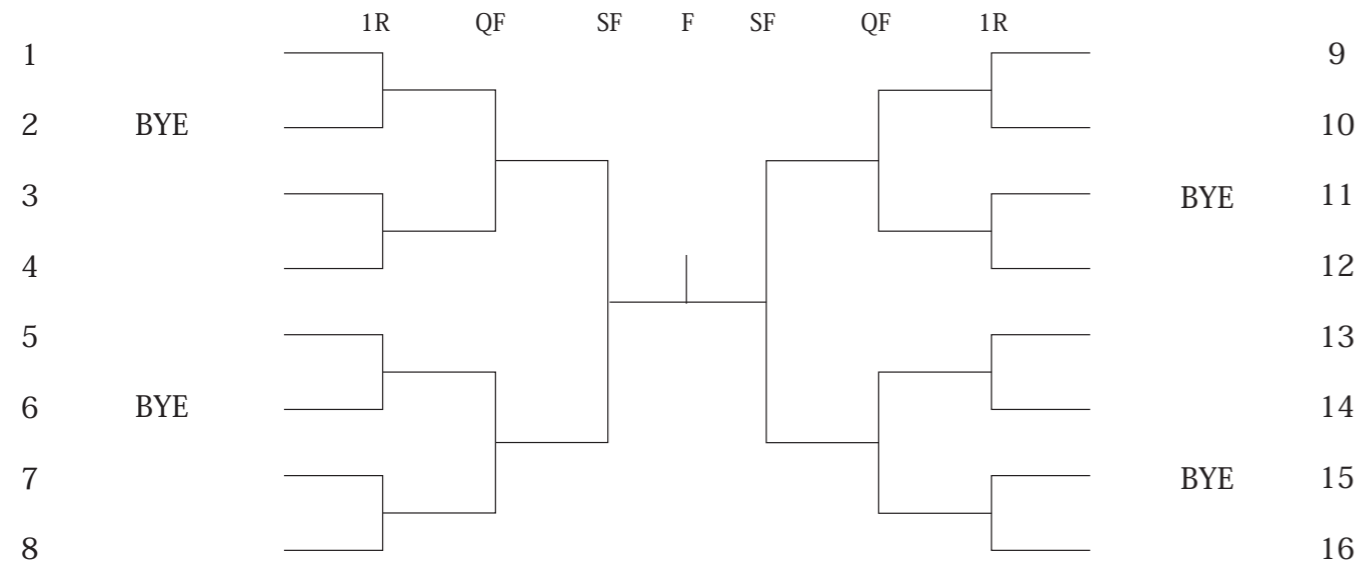 1R QF SF F SF QF 1R
1 9
2 BYE 10
3 BYE 11
4 12
5 13
6 BYE 14
7 BYE 15
8 16